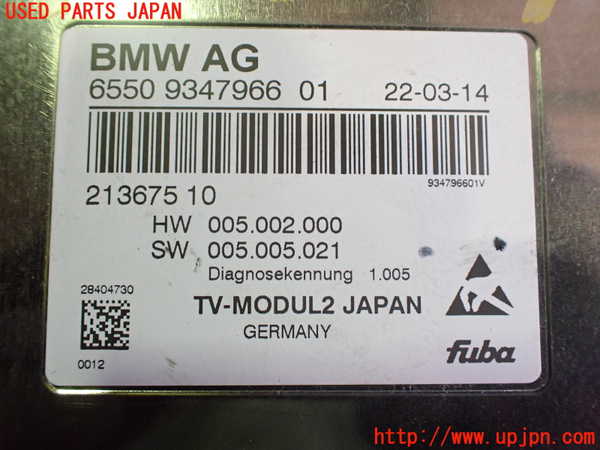 USED PARTS JAPAN
BMW AG
6550 9347966 01 22-03-14
934796601V
213675 10
HW 005.002.000
SW 005.005.021
Diagnosekennung 1.005
28404730
TV-MODUL2 JAPAN
GERMANY
0012
fuba
http://www.upjpn.com/